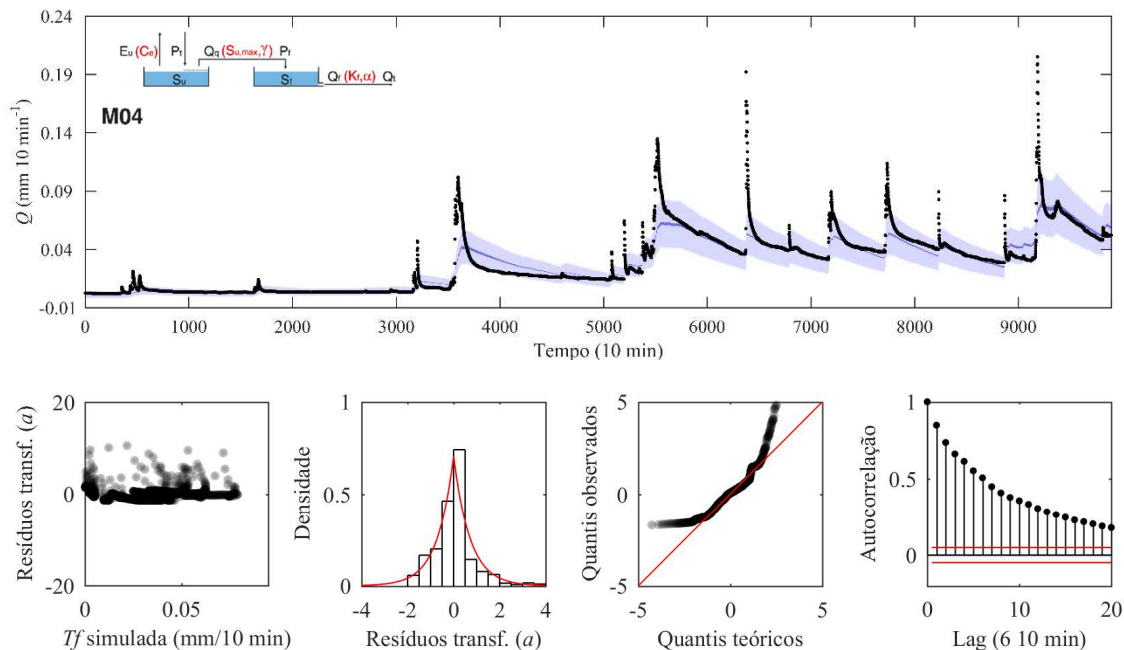 0.24
0.19
0.14
0.09
0.04
-0.01
Q (mm 10 min-1)
Eu (Ce) Pt Qq (Su,max,γ) Pf
Su Sf Qf (Kf,α) Qt
M04
0 1000 2000 3000 4000 5000 6000 7000 8000 9000
Tempo (10 min)
Resíduos transf. (a)
20
0
-20
0 0.05
Tf simulada (mm/10 min)
Densidade
1
0.5
0
-4 -2 0 2 4
Resíduos transf. (a)
Quantis observados
5
0
-5
-5 0 5
Quantis teóricos
Autocorrelação
1
0.5
0
0 10 20
Lag (6 10 min)